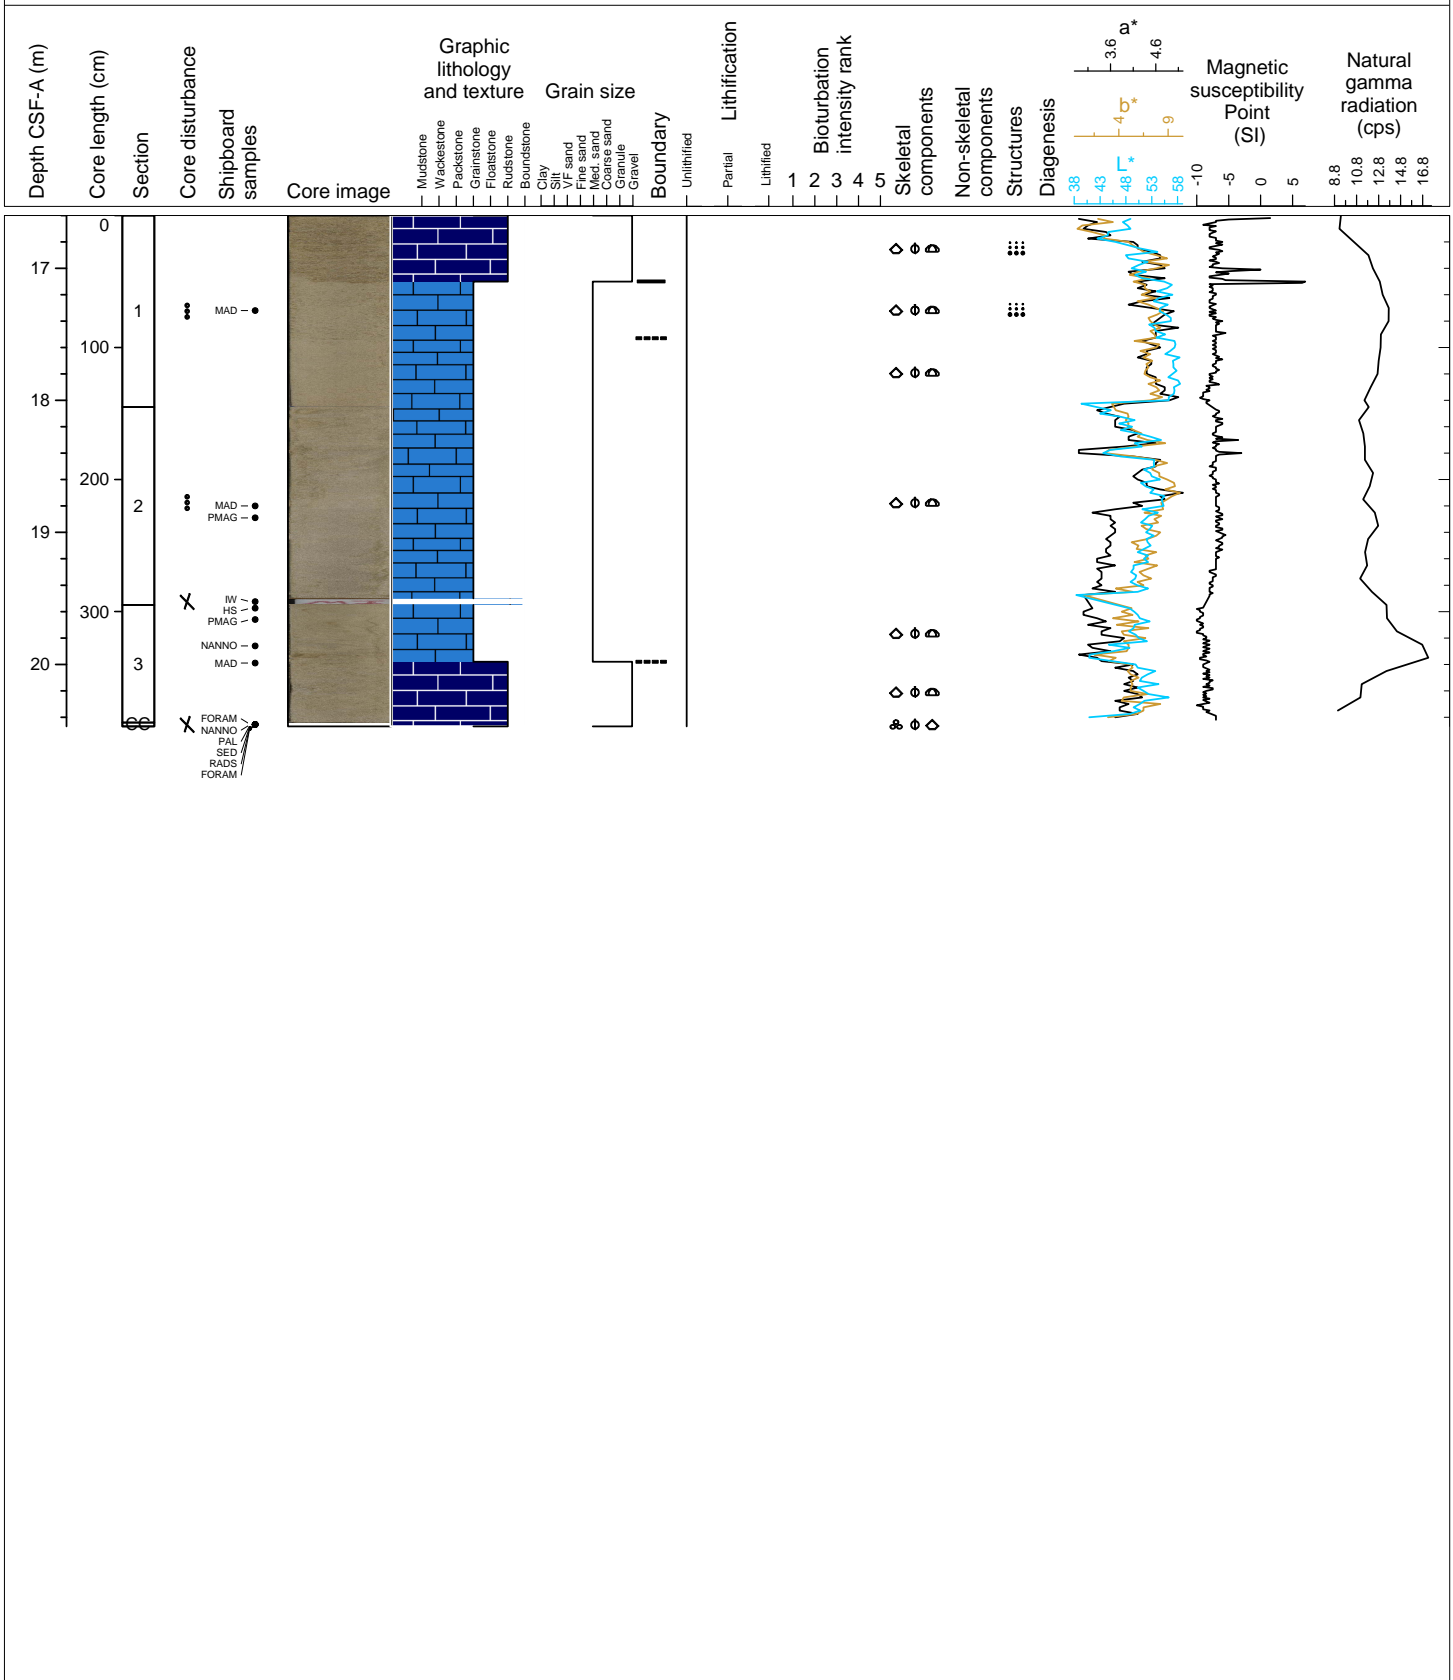 Depth CSF-A (m)
Core length (cm)
Section
Core disturbance
Shipboard
samples
Core image
Graphic
lithology
and texture
Mudstone
Wackestone
Packstone
Grainstone
Floatstone
Rudstone
Boundstone
Grain size
Clay
Silt
VF sand
Fine sand
Med. sand
Coarse sand
Granule
Gravel
Boundary
Lithification
Unlithified
Partial
Lithified
Bioturbation
intensity rank
1 2 3 4 5
Skeletal
components
Non-skeletal
components
Structures
Diagenesis
a*
3.6 4.6
b*
4 9
L*
38 43 48 53 58
Magnetic
susceptibility
Point
(SI)
-10 -5 0 5
Natural
gamma
radiation
(cps)
8.8 10.8 12.8 14.8 16.8
0
17
1
MAD
100
18
200
2
MAD
PMAG
19
IW
HS
300
PMAG
NANNO
20
3
MAD
CC
FORAM
NANNO
PAL
SED
RADS
FORAM